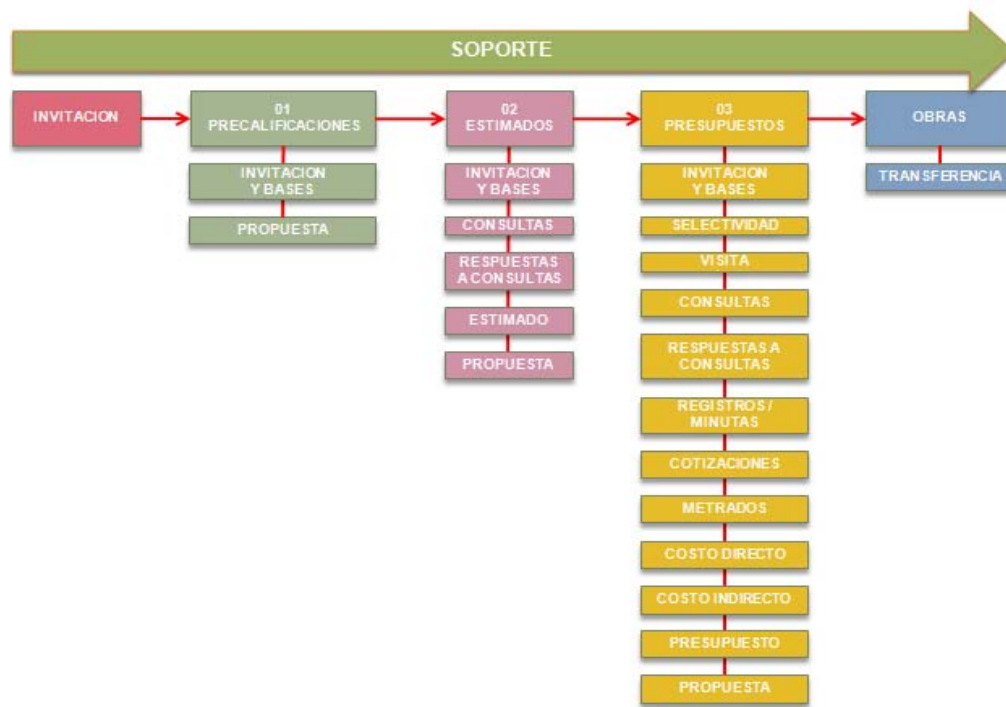 SOPORTE
INVITACION
01
PRECALIFICACIONES
INVITACION
Y BASES
PROPUESTA
02
ESTIMADOS
INVITACION
Y BASES
CONSULTAS
RESPUESTAS
A CONSULTAS
ESTIMADO
PROPUESTA
03
PRESUPUESTOS
INVITACION
Y BASES
SELECTIVIDAD
VISITA
CONSULTAS
RESPUESTAS A
CONSULTAS
REGISTROS /
MINUTAS
COTIZACIONES
METRADOS
COSTO DIRECTO
COSTO INDIRECTO
PRESUPUESTO
PROPUESTA
OBRAS
TRANSFERENCIA